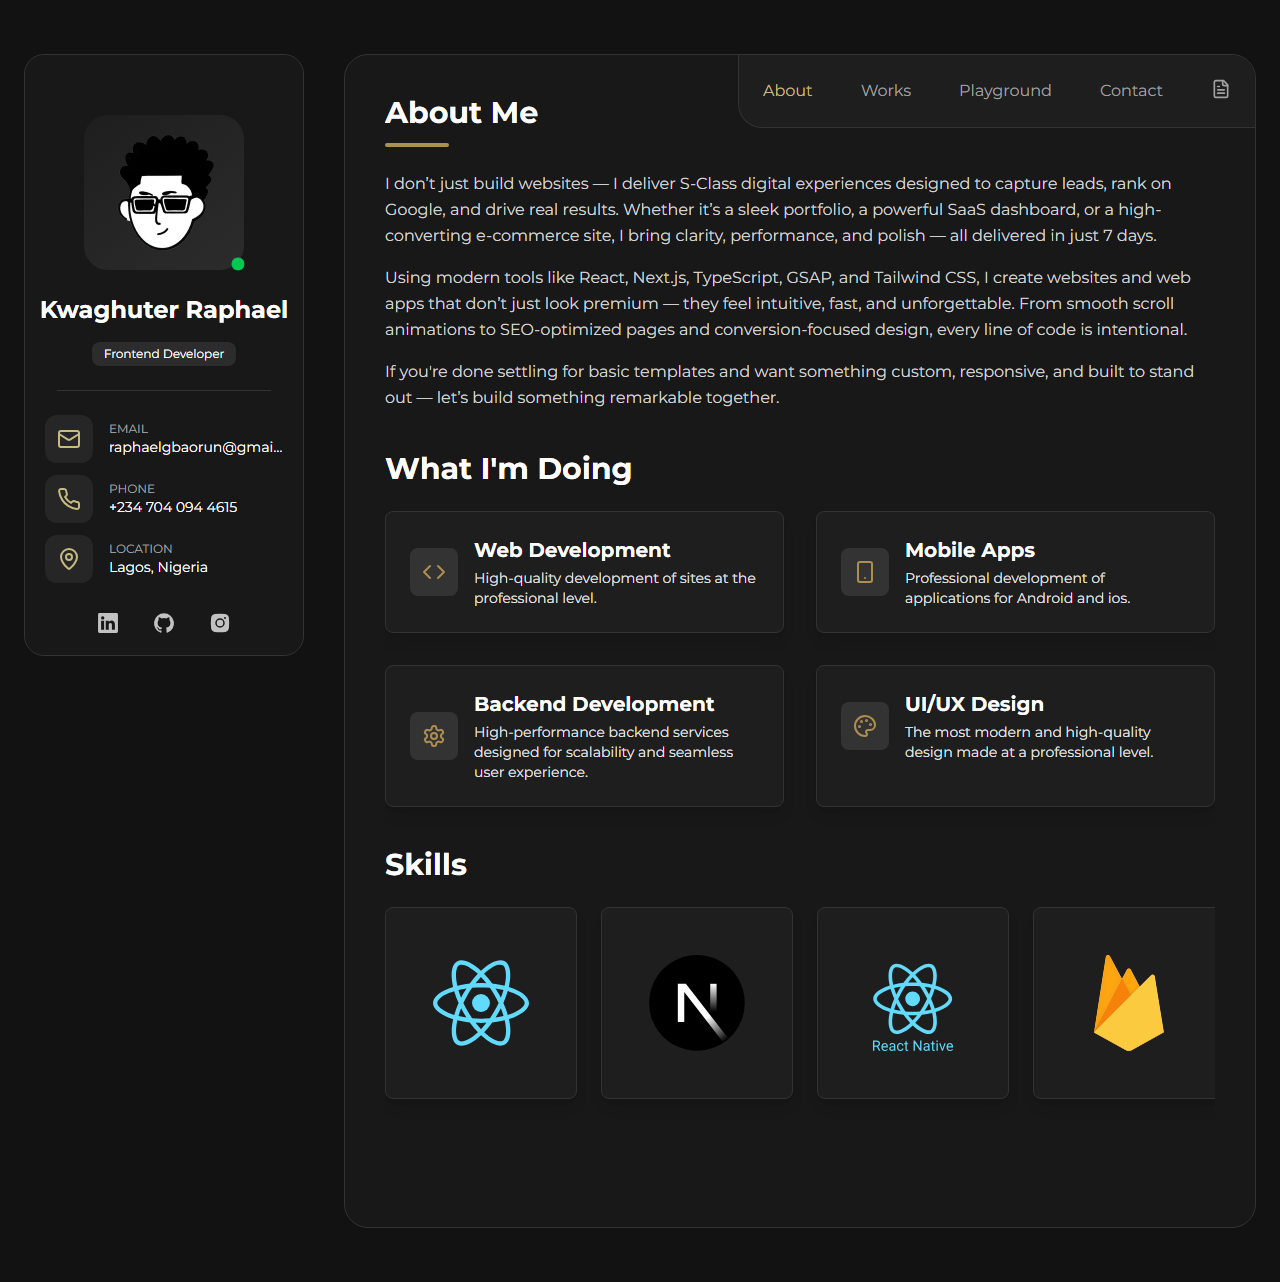 Kwaghuter Raphael
Frontend Developer
EMAIL
raphaelgbaorun@gmai...
PHONE
+234 704 094 4615
LOCATION
Lagos, Nigeria
About
Works
Playground
Contact
About Me
I don’t just build websites — I deliver S-Class digital experiences designed to capture leads, rank on
Google, and drive real results. Whether it’s a sleek portfolio, a powerful SaaS dashboard, or a high-
converting e-commerce site, I bring clarity, performance, and polish — all delivered in just 7 days.
Using modern tools like React, Next.js, TypeScript, GSAP, and Tailwind CSS, I create websites and web
apps that don’t just look premium — they feel intuitive, fast, and unforgettable. From smooth scroll
animations to SEO-optimized pages and conversion-focused design, every line of code is intentional.
If you're done settling for basic templates and want something custom, responsive, and built to stand
out — let’s build something remarkable together.
What I'm Doing
Web Development
High-quality development of sites at the
professional level.
Mobile Apps
Professional development of
applications for Android and ios.
Backend Development
High-performance backend services
designed for scalability and seamless
user experience.
UI/UX Design
The most modern and high-quality
design made at a professional level.
Skills
N
React Native